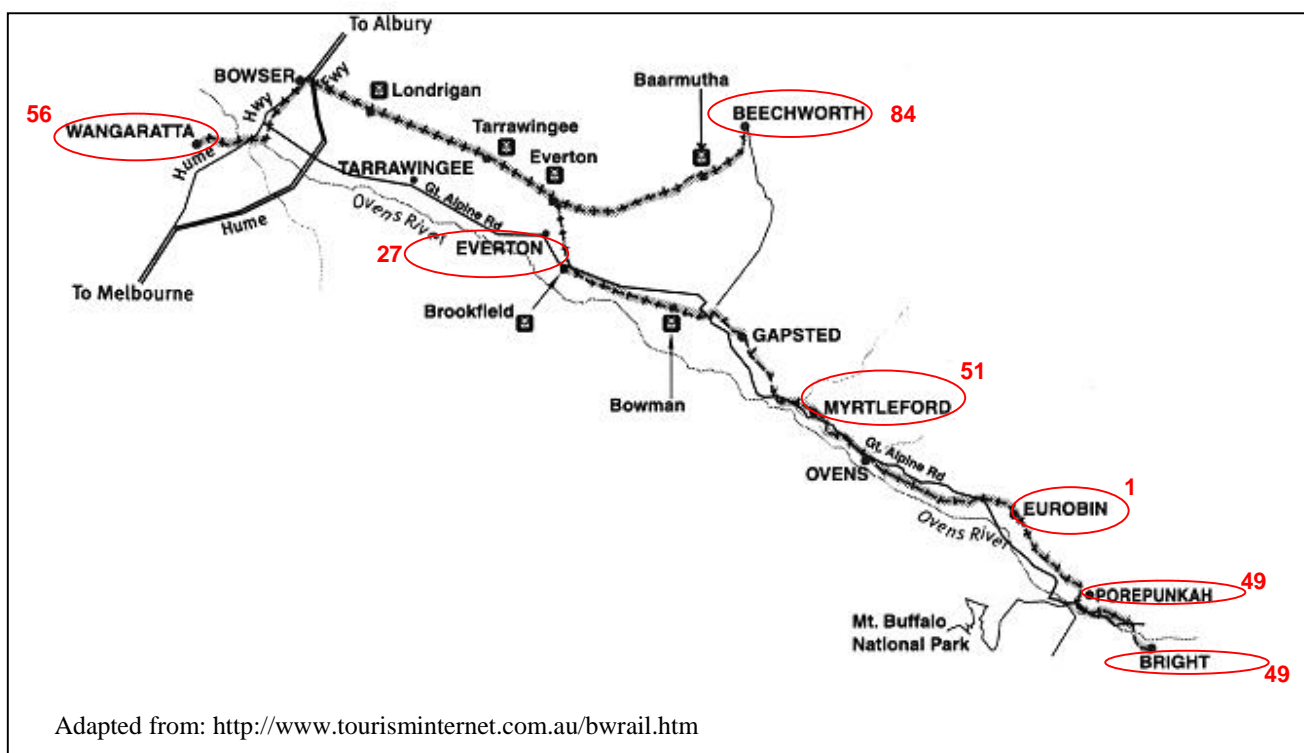 To Albury
BOWSER
Fwy
Londrigan
Baarmutha
BEECHWORTH
84
56
WANGARATTA
Hwy
Hume
Tarrawingee
Everton
TARRAWINGEE
Gt. Alpine Rd
Ovens River
Hume
27
EVERTON
To Melbourne
Brookfield
GAPSTED
Bowman
51
MYRTLEFORD
Gt. Alpine Rd
OVENS
1
EUROBIN
Ovens River
49
POREPUNKAH
Mt. Buffalo
National Park
BRIGHT
49
Adapted from: http://www.tourisminternet.com.au/bwrail.htm